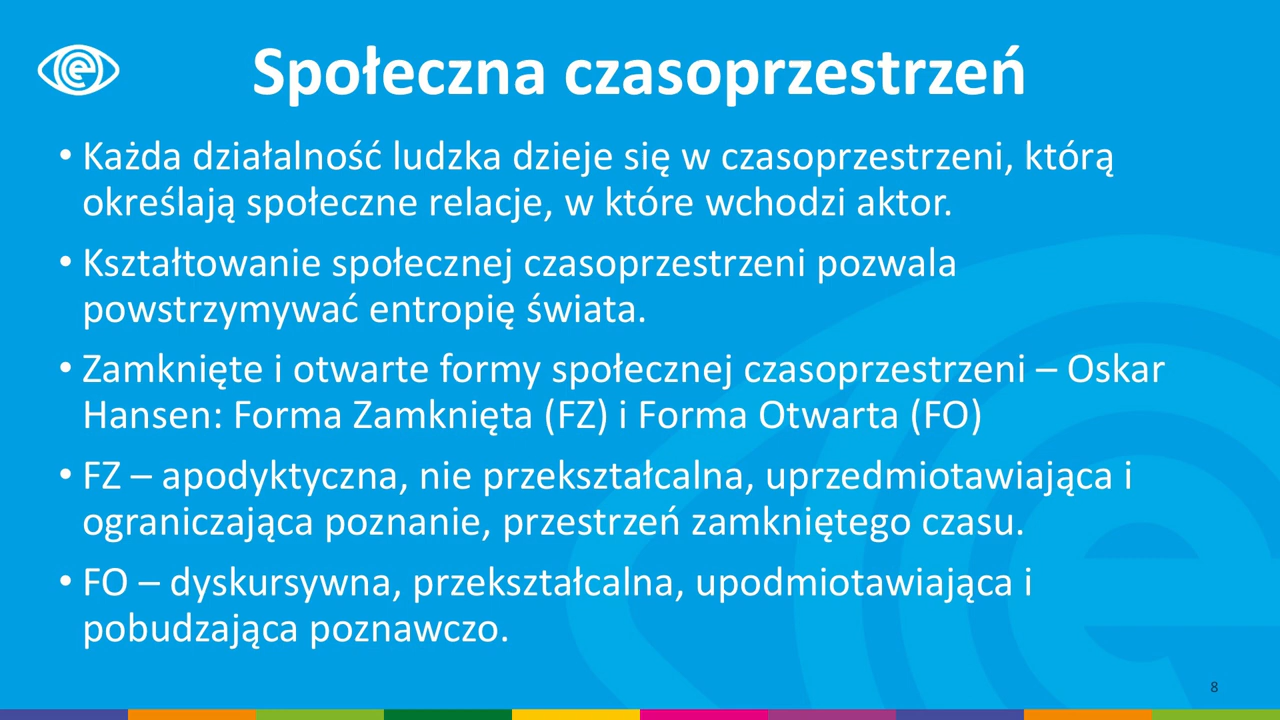 Społeczna czasoprzestrzeń
• Każda działalność ludzka dzieje się w czasoprzestrzeni, którą
określają społeczne relacje, w które wchodzi aktor.
• Kształtowanie społecznej czasoprzestrzeni pozwala
powstrzymywać entropię świata.
• Zamknięte i otwarte formy społecznej czasoprzestrzeni – Oskar
Hansen: Forma Zamknięta (FZ) i Forma Otwarta (FO)
• FZ – apodyktyczna, nie przekształcalna, uprzedmiotawiająca i
ograniczająca poznanie, przestrzeń zamkniętego czasu.
• FO – dyskursywna, przekształcalna, upodmiotawiająca i
pobudzająca poznawczo.
8